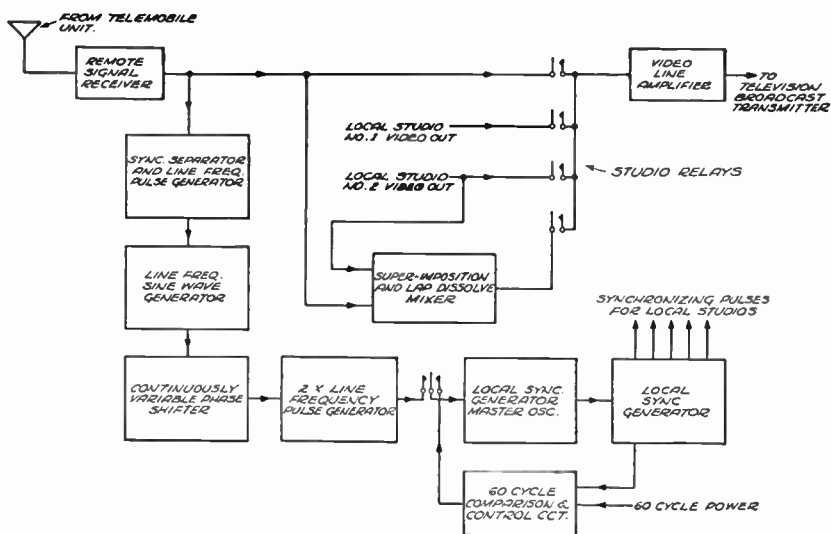 FROM TELEMOBILE
UNIT.
REMOTE
SIGNAL
RECEIVER
VIDEO
LINE
AMPLIFIER
TO
TELEVISION
BROADCAST
TRANSMITTER
LOCAL STUDIO
NO. 1 VIDEO OUT
SYNC. SEPARATOR
AND LINE FREQ.
PULSE GENERATOR
LOCAL STUDIO
NO. 2 VIDEO OUT
STUDIO RELAYS
LINE FREQ.
SINE WAVE
GENERATOR
SUPER-IMPOSITION
AND LAP DISSOLVE
MIXER
SYNCHRONIZING PULSES
FOR LOCAL STUDIOS
CONTINUOUSLY
VARIABLE PHASE
SHIFTER
2 X LINE
FREQUENCY
PULSE GENERATOR
LOCAL SYNC.
GENERATOR
MASTER OSC.
LOCAL
SYNC
GENERATOR
60 CYCLE
COMPARISON &
CONTROL CCT.
60 CYCLE POWER